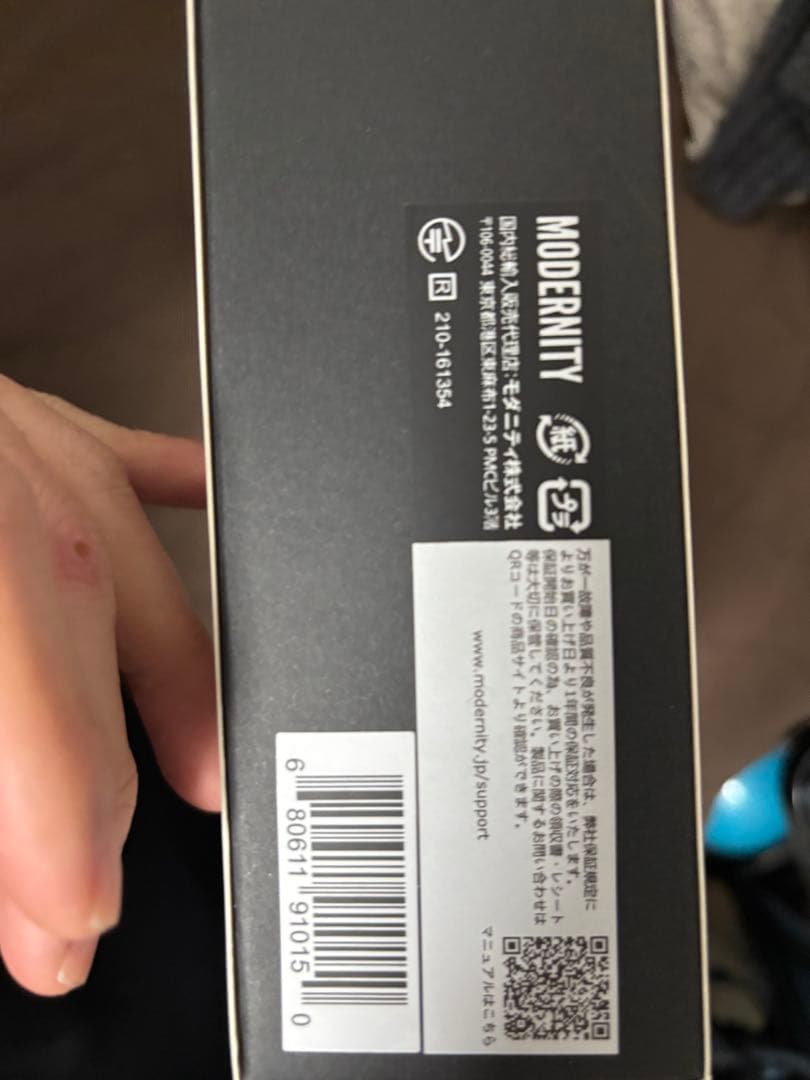 MODERNITY 紙 プラ
国内総輸入販売代理店：モダニティ株式会社
〒106-0044 東京都港区東麻布1-23-5 PMCビル3階
R 210-161354
万が一故障や品質不良が発生した場合は、弊社保証規定に
よりお買い上げ日より1年間の保証対応をいたします。
保証開始日の確認の為、お買い上げの際の領収書・レシート
等は大切に保管してください。製品に関するお問い合わせは
QRコードの商品サイトより確認ができます。
www.modernity.jp/support
マニュアルはこちら
6 80611 91015 0